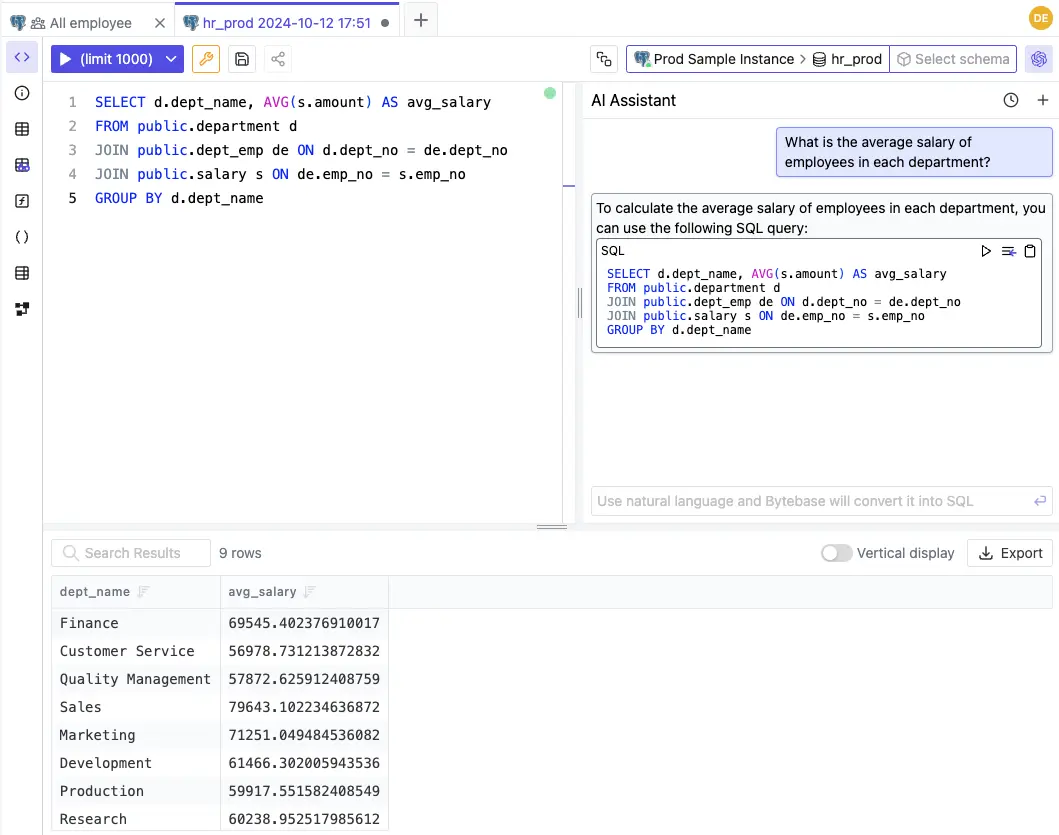 All employee
hr_prod 2024-10-12 17:51
DE
(limit 1000)
Prod Sample Instance > hr_prod
Select schema
1 SELECT d.dept_name, AVG(s.amount) AS avg_salary
2 FROM public.department d
3 JOIN public.dept_emp de ON d.dept_no = de.dept_no
4 JOIN public.salary s ON de.emp_no = s.emp_no
5 GROUP BY d.dept_name
AI Assistant
What is the average salary of
employees in each department?
To calculate the average salary of employees in each department, you
can use the following SQL query:
SQL
SELECT d.dept_name, AVG(s.amount) AS avg_salary
FROM public.department d
JOIN public.dept_emp de ON d.dept_no = de.dept_no
JOIN public.salary s ON de.emp_no = s.emp_no
GROUP BY d.dept_name
Use natural language and Bytebase will convert it into SQL
Search Results
9 rows
Vertical display
Export
dept_name avg_salary
Finance 69545.402376910017
Customer Service 56978.731213872832
Quality Management 57872.625912408759
Sales 79643.102234636872
Marketing 71251.049484536082
Development 61466.302005943536
Production 59917.551582408549
Research 60238.952517985612